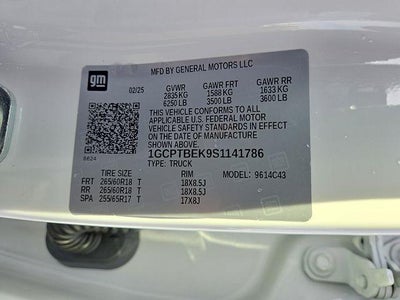 gm
MFD BY GENERAL MOTORS LLC
02/25 GVWR GAWR FRT GAWR RR
2835 KG 1588 KG 1633 KG
6250 LB 3500 LB 3600 LB
THIS VEHICLE CONFORMS TO ALL
APPLICABLE U.S. FEDERAL MOTOR
VEHICLE SAFETY AND THEFT
PREVENTION STANDARDS IN EFFECT
ON THE DATE OF MANUFACTURE
SHOWN ABOVE.
1GCPTBEK9S1141786
TYPE: TRUCK
TIRE SIZE RIM MODEL: 9614C43
FRT 265/60R18 T 18X8.5J
RR 265/60R18 T 18X8.5J
SPA 255/65R17 T 17X8J